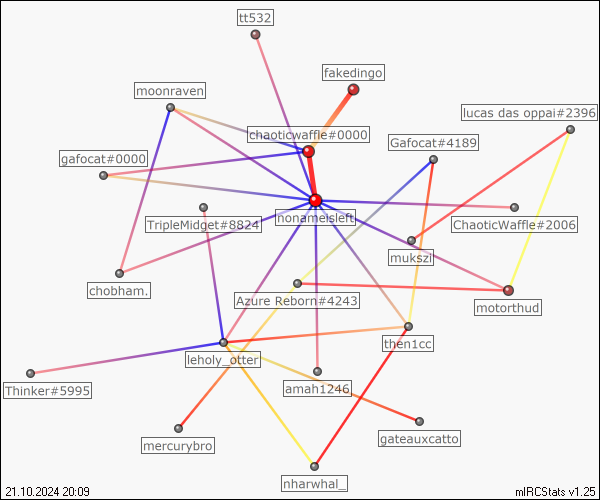 tt532
fakedingo
moonraven
lucas das oppai#2396
chaoticwaffle#0000
Gafocat#4189
gafocat#0000
nonameisleft
TripleMidget#8824
ChaoticWaffle#2006
mukszi
chobham.
Azure Reborn#4243
motorthud
then1cc
leholy_otter
Thinker#5995
amah1246
mercurybro
gateauxcatto
nharwhal_
21.10.2024 20:09
mIRCStats v1.25